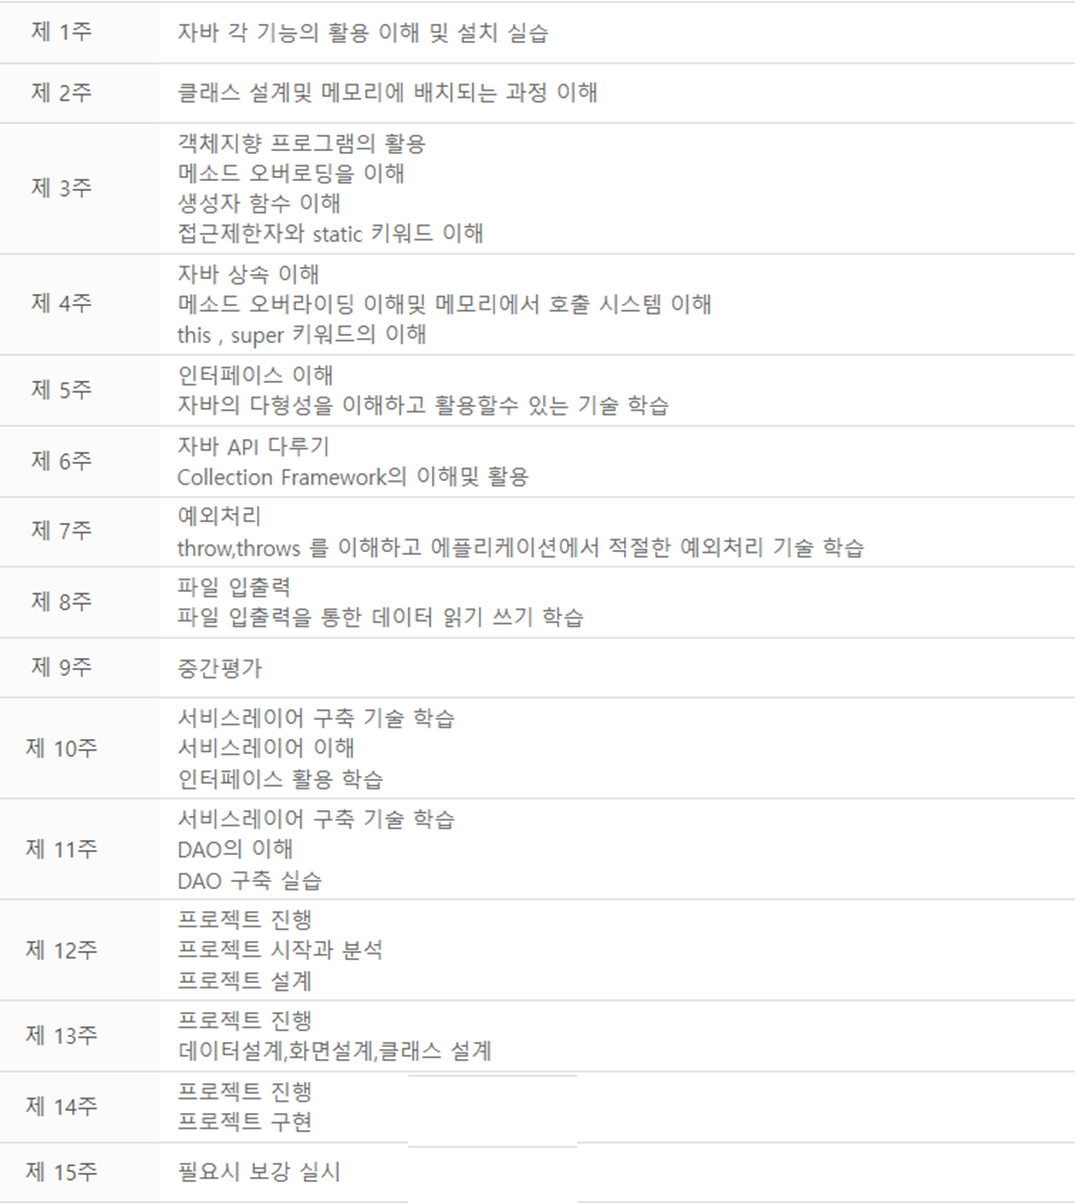 제 1주
자바 각 기능의 활용 이해 및 설치 실습
제 2주
클래스 설계및 메모리에 배치되는 과정 이해
제 3주
객체지향 프로그램의 활용
메소드 오버로딩을 이해
생성자 함수 이해
접근제한자와 static 키워드 이해
제 4주
자바 상속 이해
메소드 오버라이딩 이해및 메모리에서 호출 시스템 이해
this , super 키워드의 이해
제 5주
인터페이스 이해
자바의 다형성을 이해하고 활용할수 있는 기술 학습
제 6주
자바 API 다루기
Collection Framework의 이해및 활용
제 7주
예외처리
throw,throws 를 이해하고 에플리케이션에서 적절한 예외처리 기술 학습
제 8주
파일 입출력
파일 입출력을 통한 데이터 읽기 쓰기 학습
제 9주
중간평가
제 10주
서비스레이어 구축 기술 학습
서비스레이어 이해
인터페이스 활용 학습
제 11주
서비스레이어 구축 기술 학습
DAO의 이해
DAO 구축 실습
제 12주
프로젝트 진행
프로젝트 시작과 분석
프로젝트 설계
제 13주
프로젝트 진행
데이터설계,화면설계,클래스 설계
제 14주
프로젝트 진행
프로젝트 구현
제 15주
필요시 보강 실시